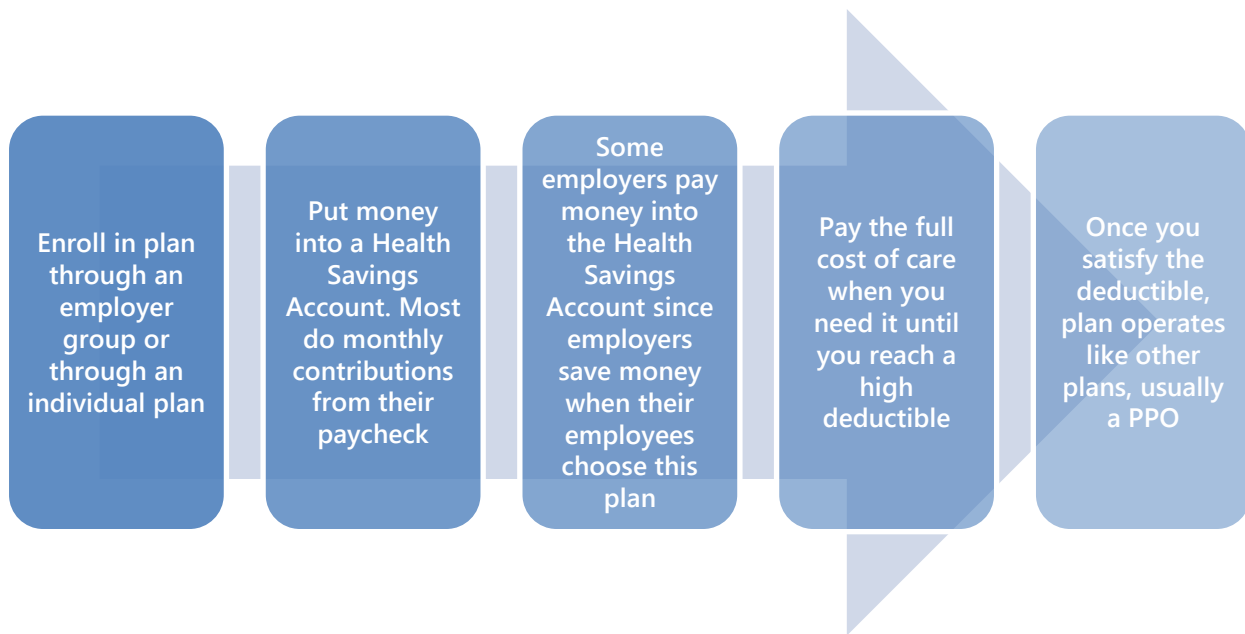 Enroll in plan
through an
employer
group or
through an
individual plan
Put money
into a Health
Savings
Account. Most
do monthly
contributions
from their
paycheck
Some
employers pay
money into
the Health
Savings
Account since
employers
save money
when their
employees
choose this
plan
Pay the full
cost of care
when you
need it until
you reach a
high
deductible
Once you
satisfy the
deductible,
plan operates
like other
plans, usually
a PPO